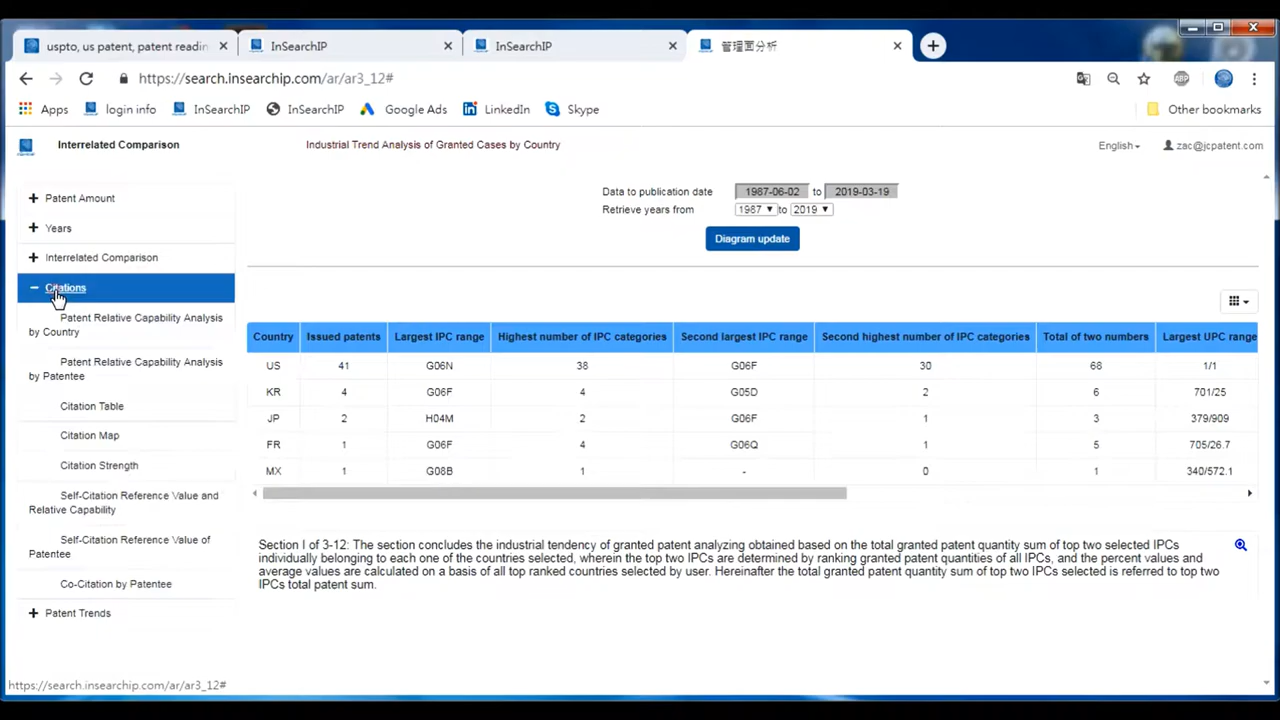 uspto, us patent, patent readin
InSearchIP
InSearchIP
管理面分析
https://search.insearchip.com/ar/ar3_12#
ABP
Apps
login info
InSearchIP
InSearchIP
Google Ads
LinkedIn
Skype
Other bookmarks
Interrelated Comparison
Industrial Trend Analysis of Granted Cases by Country
English
zac@jcpatent.com
Patent Amount
Years
Interrelated Comparison
Citations
Patent Relative Capability Analysis
by Country
Patent Relative Capability Analysis
by Patentee
Citation Table
Citation Map
Citation Strength
Self-Citation Reference Value and
Relative Capability
Self-Citation Reference Value of
Patentee
Co-Citation by Patentee
Patent Trends
Data to publication date 1987-06-02 to 2019-03-19
Retrieve years from 1987 to 2019
Diagram update
Country Issued patents Largest IPC range Highest number of IPC categories Second largest IPC range Second highest number of IPC categories Total of two numbers Largest UPC range
US 41 G06N 38 G06F 30 68 1/1
KR 4 G06F 4 G05D 2 6 701/25
JP 2 H04M 2 G06F 1 3 379/909
FR 1 G06F 4 G06Q 1 5 705/26.7
MX 1 G08B 1 - 0 1 340/572.1
Section I of 3-12: The section concludes the industrial tendency of granted patent analyzing obtained based on the total granted patent quantity sum of top two selected IPCs
individually belonging to each one of the countries selected, wherein the top two IPCs are determined by ranking granted patent quantities of all IPCs, and the percent values and
average values are calculated on a basis of all top ranked countries selected by user. Hereinafter the total granted patent quantity sum of top two IPCs selected is referred to top two
IPCs total patent sum.
https://search.insearchip.com/ar/ar3_12#